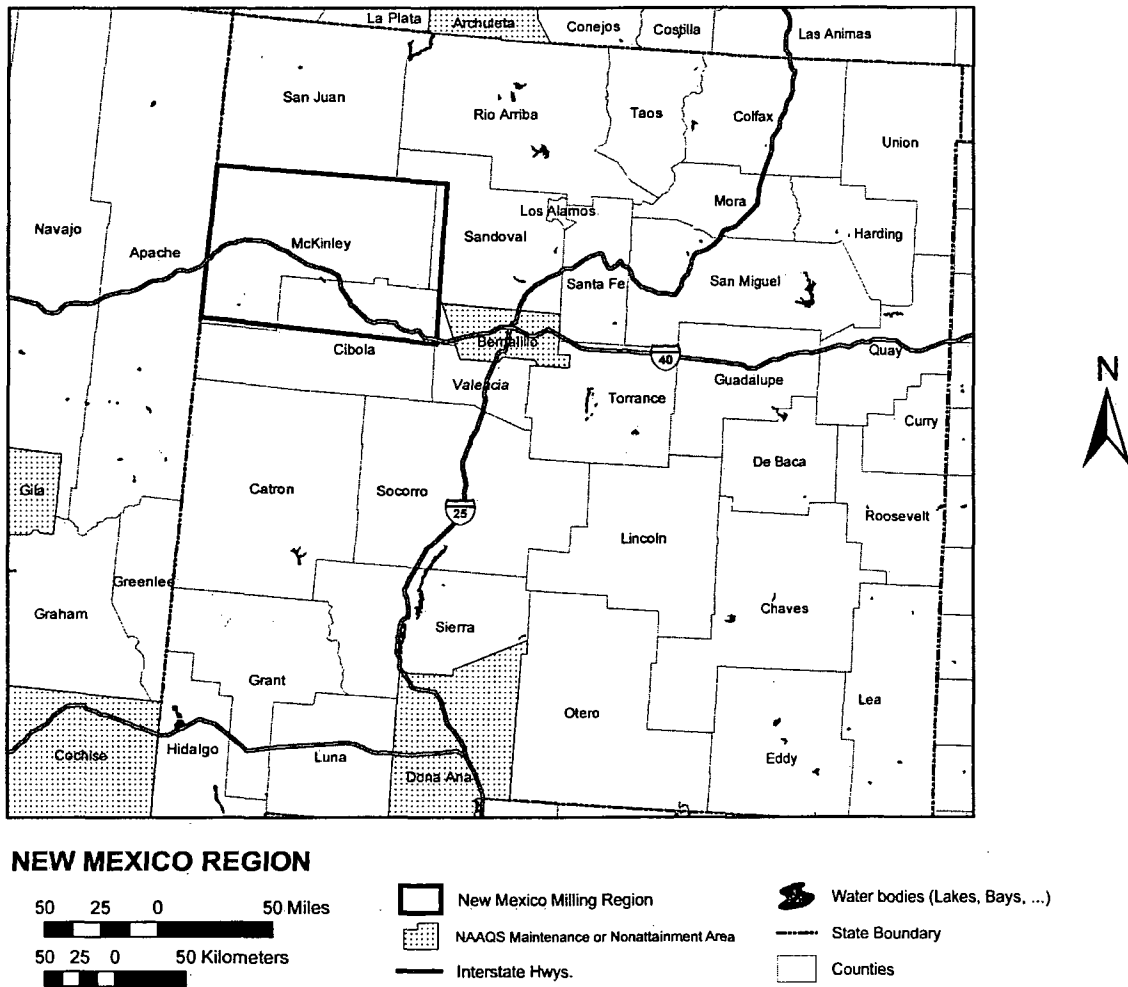 La Plata
Archuleta
Conejos
Costilla
Las Animas
San Juan
Rio Arriba
Taos
Colfax
Union
Navajo
Apache
McKinley
Sandoval
Los Alamos
Mora
Harding
Santa Fe
San Miguel
Cibola
Bernalillo
Valencia
40
Quay
Guadalupe
Torrance
Curry
De Baca
N
Gila
Catron
Socorro
25
Roosevelt
Lincoln
Greenlee
Graham
Sierra
Chaves
Grant
Otero
Lea
Cochise
Hidalgo
Luna
Dona Ana
Eddy
NEW MEXICO REGION
50 25 0 50 Miles
50 25 0 50 Kilometers
New Mexico Milling Region
NAAQS Maintenance or Nonattainment Area
Interstate Hwys.
Water bodies (Lakes, Bays, ...)
State Boundary
Counties